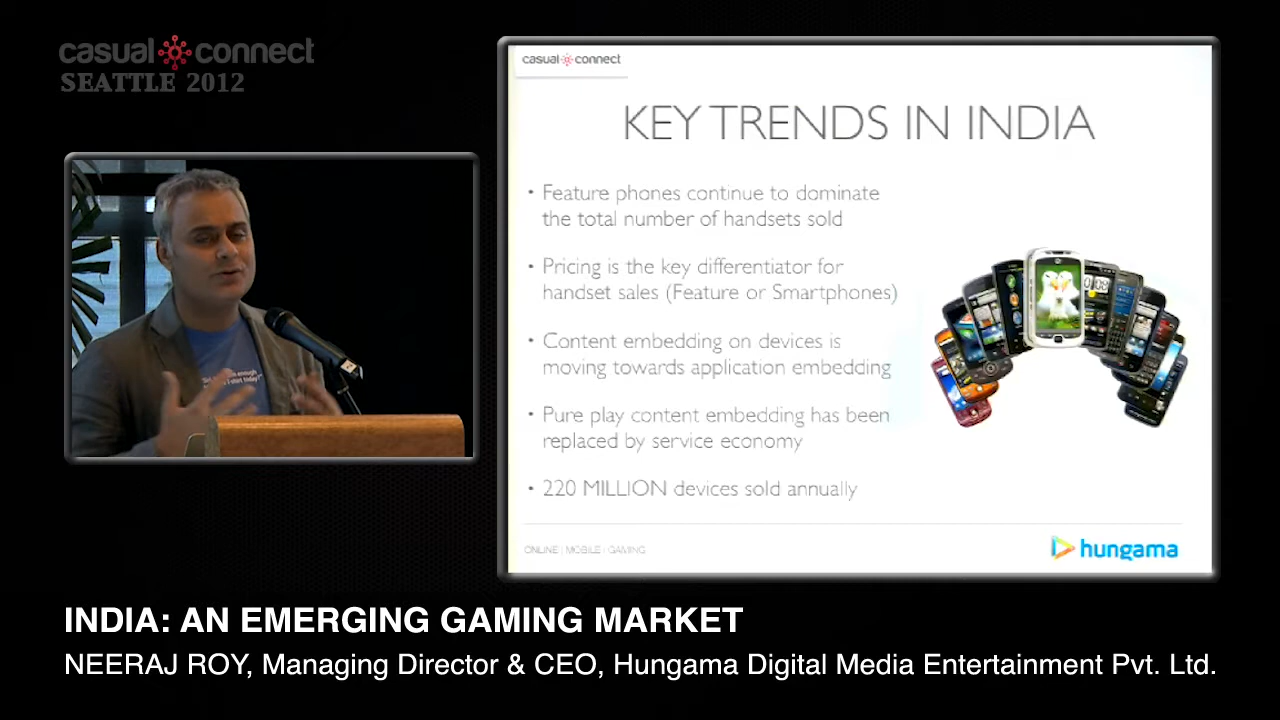 casual connect
SEATTLE 2012
casual connect
KEY TRENDS IN INDIA
• Feature phones continue to dominate
the total number of handsets sold
• Pricing is the key differentiator for
handset sales (Feature or Smartphones)
• Content embedding on devices is
moving towards application embedding
• Pure play content embedding has been
replaced by service economy
• 220 MILLION devices sold annually
ONLINE | MOBILE | GAMING
hungama
INDIA: AN EMERGING GAMING MARKET
NEERAJ ROY, Managing Director & CEO, Hungama Digital Media Entertainment Pvt. Ltd.